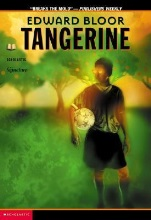 "BREAKS THE MOLD" — PUBLISHERS WEEKLY
EDWARD BLOOR
TANGERINE
SCHOLASTIC